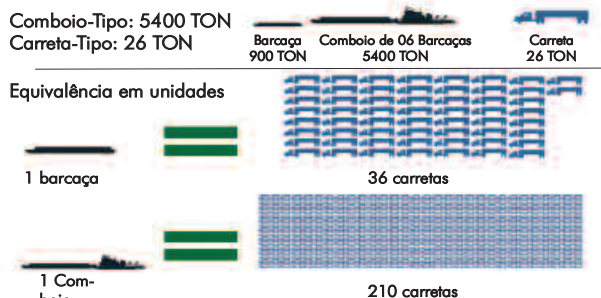 Comboio-Tipo: 5400 TON
Carreta-Tipo: 26 TON
Barcaça
900 TON
Comboio de 06 Barcaças
5400 TON
Carreta
26 TON
Equivalência em unidades
1 barcaça
36 carretas
1 Com-
210 carretas